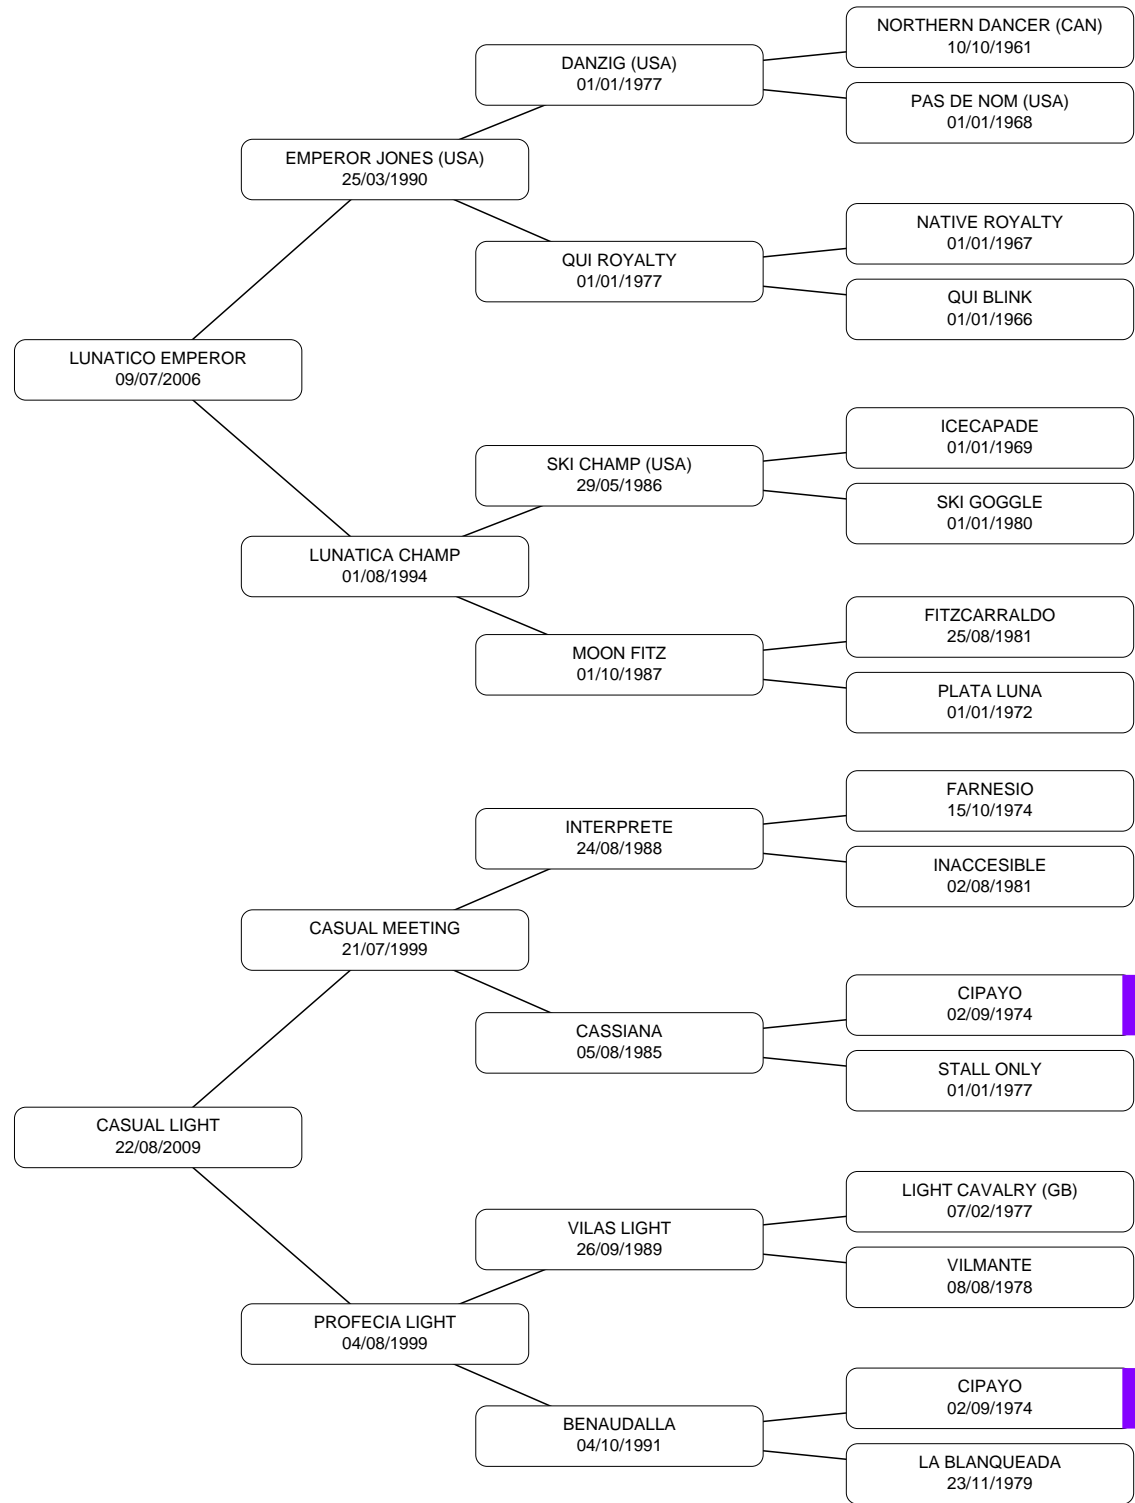 NORTHERN DANCER (CAN)
10/10/1961
DANZIG (USA)
01/01/1977
PAS DE NOM (USA)
01/01/1968
EMPEROR JONES (USA)
25/03/1990
NATIVE ROYALTY
01/01/1967
QUI ROYALTY
01/01/1977
QUI BLINK
01/01/1966
LUNATICO EMPEROR
09/07/2006
ICECAPADE
01/01/1969
SKI CHAMP (USA)
29/05/1986
SKI GOGGLE
01/01/1980
LUNATICA CHAMP
01/08/1994
FITZCARRALDO
25/08/1981
MOON FITZ
01/10/1987
PLATA LUNA
01/01/1972
FARNESIO
15/10/1974
INTERPRETE
24/08/1988
INACCESIBLE
02/08/1981
CASUAL MEETING
21/07/1999
CIPAYO
02/09/1974
CASSIANA
05/08/1985
STALL ONLY
01/01/1977
CASUAL LIGHT
22/08/2009
LIGHT CAVALRY (GB)
07/02/1977
VILAS LIGHT
26/09/1989
VILMANTE
08/08/1978
PROFECIA LIGHT
04/08/1999
CIPAYO
02/09/1974
BENAUDALLA
04/10/1991
LA BLANQUEADA
23/11/1979